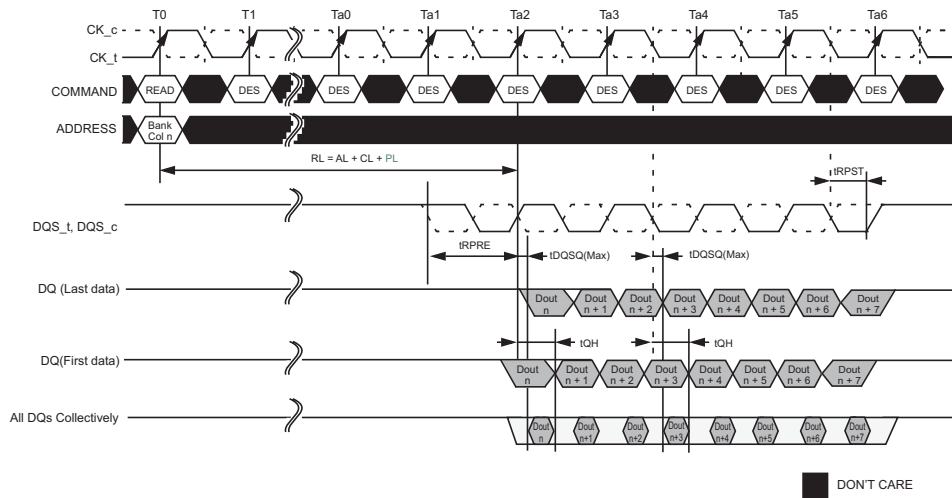 T0 T1 Ta0 Ta1 Ta2 Ta3 Ta4 Ta5 Ta6
CK_c
CK_t
COMMAND READ DES DES DES DES DES DES DES DES
ADDRESS Bank
Col n
RL = AL + CL + PL
tRPST
DQS_t, DQS_c
tRPRE tDQSQ(Max) tDQSQ(Max)
DQ (Last data) Dout Dout Dout Dout Dout Dout Dout Dout
n n + 1 n + 2 n + 3 n + 4 n + 5 n + 6 n + 7
tQH tQH
DQ(First data) Dout Dout Dout Dout Dout Dout Dout Dout
n n + 1 n + 2 n + 3 n + 4 n + 5 n + 6 n + 7
All DQs Collectively Dout Dout Dout Dout Dout Dout Dout Dout
n n+1 n+2 n+3 n+4 n+5 n+6 n+7
DON'T CARE